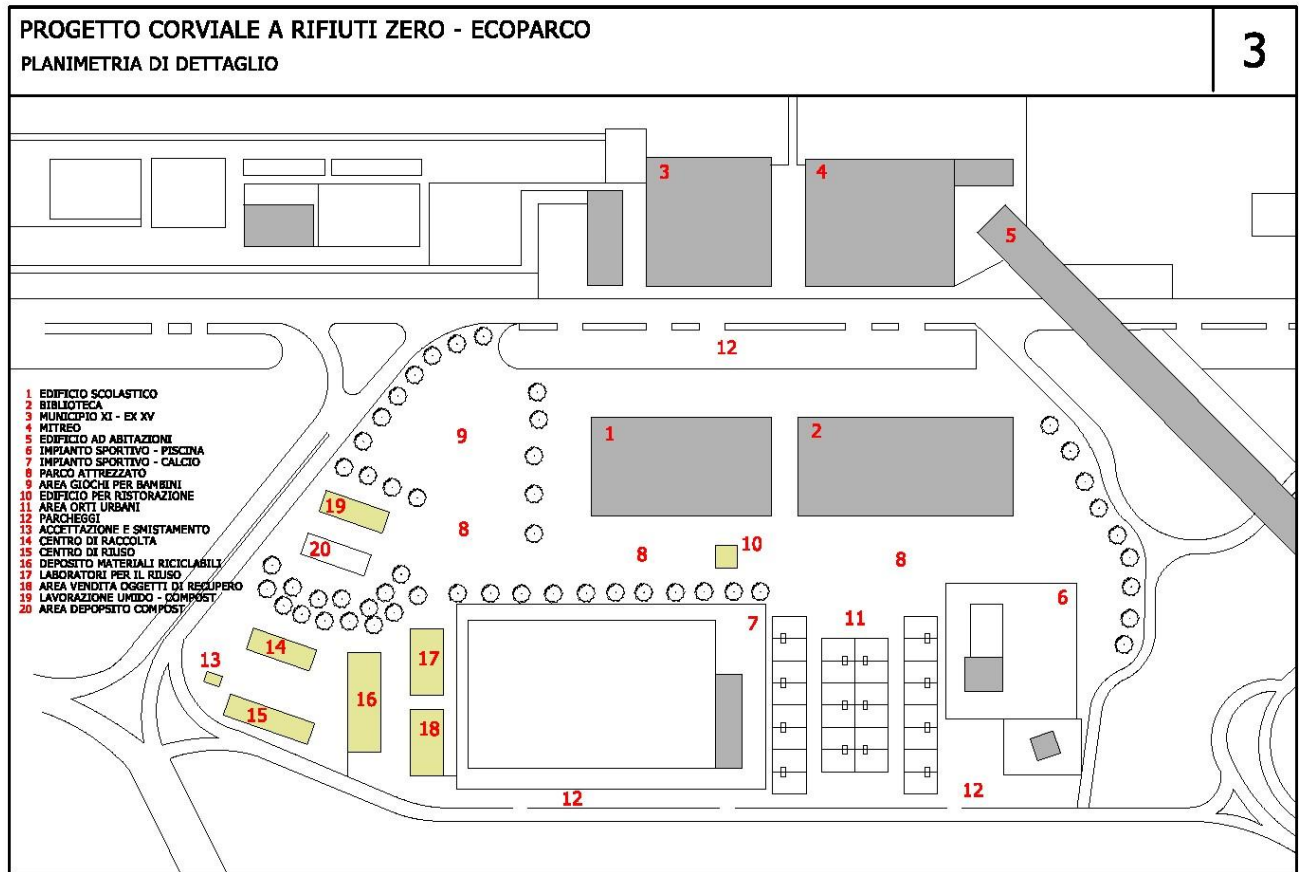 PROGETTO CORVIALE A RIFIUTI ZERO - ECOPARCO
PLANIMETRIA DI DETTAGLIO
3
3
4
5
12
1 EDIFICIO SCOLASTICO
2 BIBLIOTECA
3 MUNICIPIO XI - EX XV
4 MITREO
5 EDIFICIO AD ABITAZIONI
6 IMPIANTO SPORTIVO - PISCINA
7 IMPIANTO SPORTIVO - CALCIO
8 PARCO ATTREZZATO
9 AREA GIOCHI PER BAMBINI
10 EDIFICIO PER RISTORAZIONE
11 AREA ORTI URBANI
12 PARCHEGGI
13 ACCETTAZIONE E SMISTAMENTO
14 CENTRO DI RACCOLTA
15 CENTRO DI RIUSO
16 DEPOSITO MATERIALI RICICLABILI
17 LABORATORI PER IL RIUSO
18 AREA VENDITA OGGETTI DI RECUPERO
19 LAVORAZIONE UMIDO - COMPOST
20 AREA DEPOPSITO COMPOST
9
1
2
19
8
20
8
10
8
6
7
11
13
14
17
16
15
18
12
12